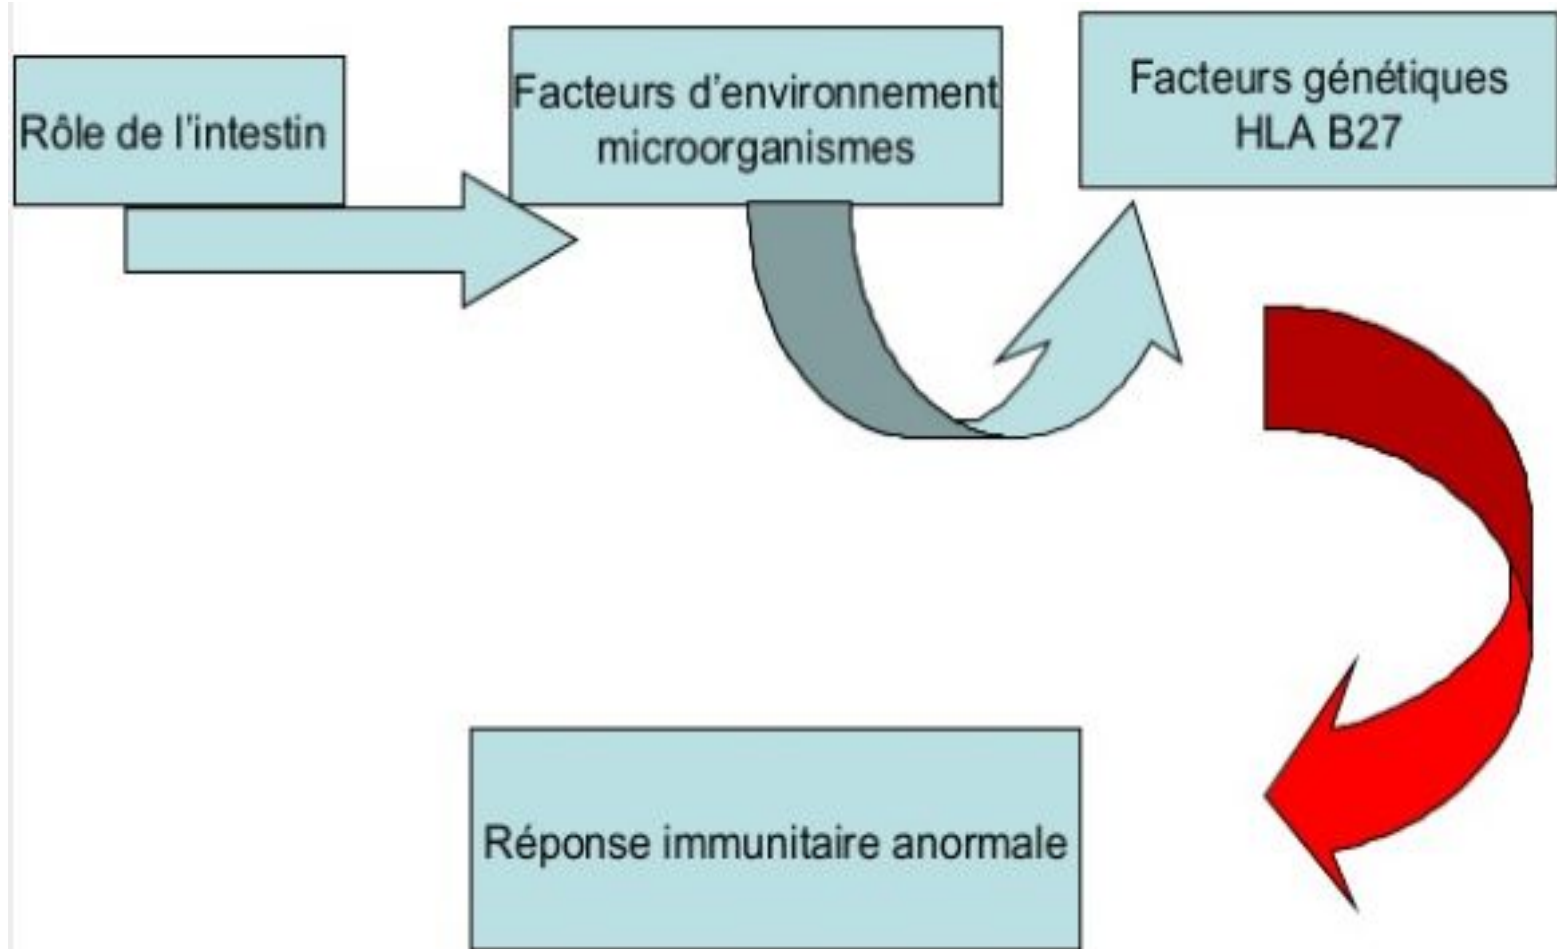 Rôle de l'intestin
Facteurs d'environnement
microorganismes
Facteurs génétiques
HLA B27
Réponse immunitaire anormale